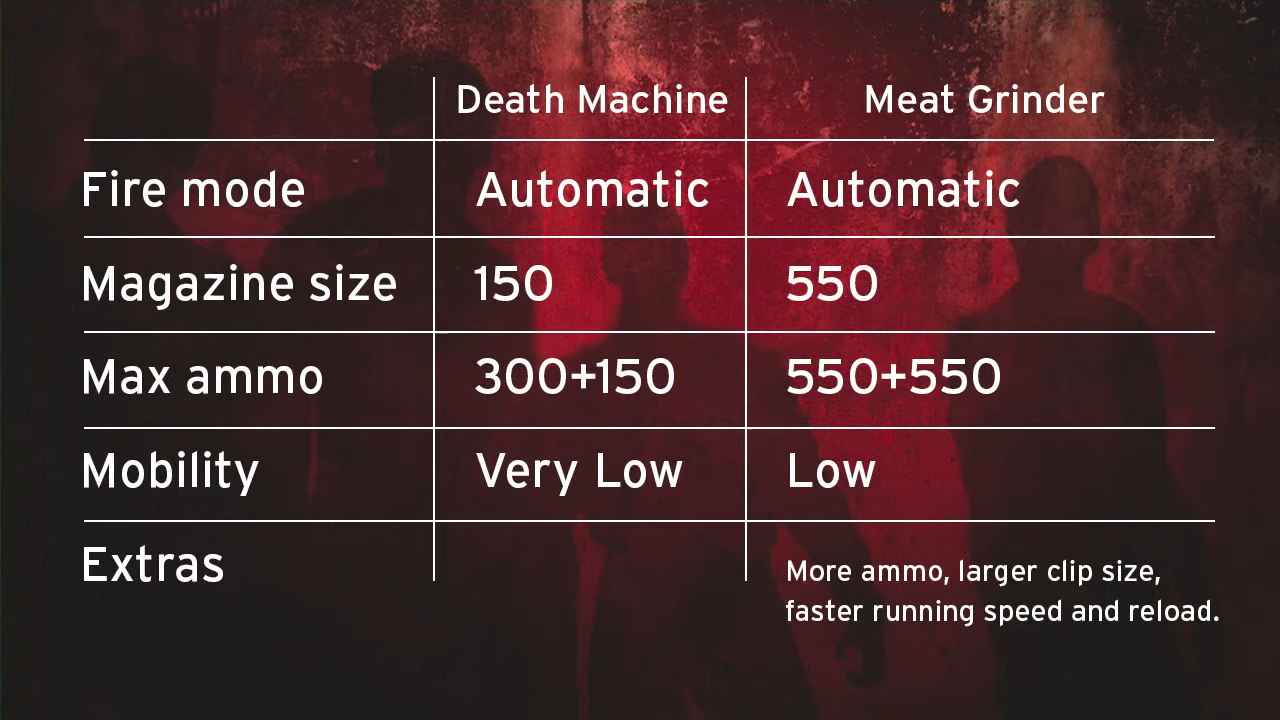 Death Machine Meat Grinder
Fire mode Automatic Automatic
Magazine size 150 550
Max ammo 300+150 550+550
Mobility Very Low Low
Extras More ammo, larger clip size,
faster running speed and reload.